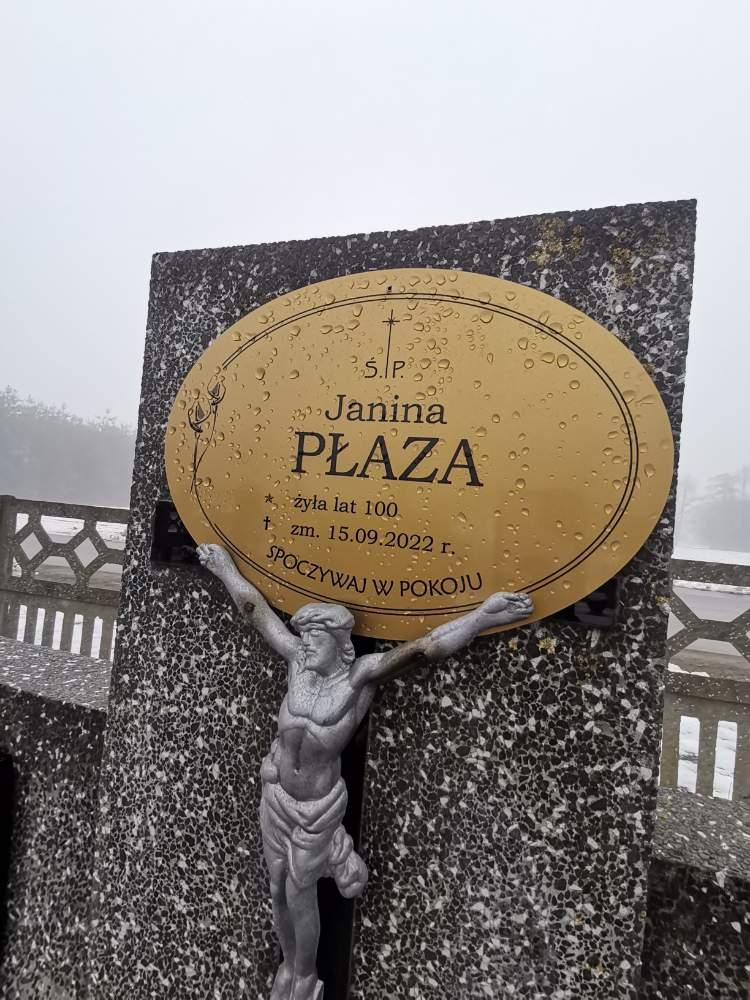 Ś. P.
Janina
PŁAZA
* żyła lat 100
† zm. 15.09.2022 r.
SPOCZYWAJ W POKOJU